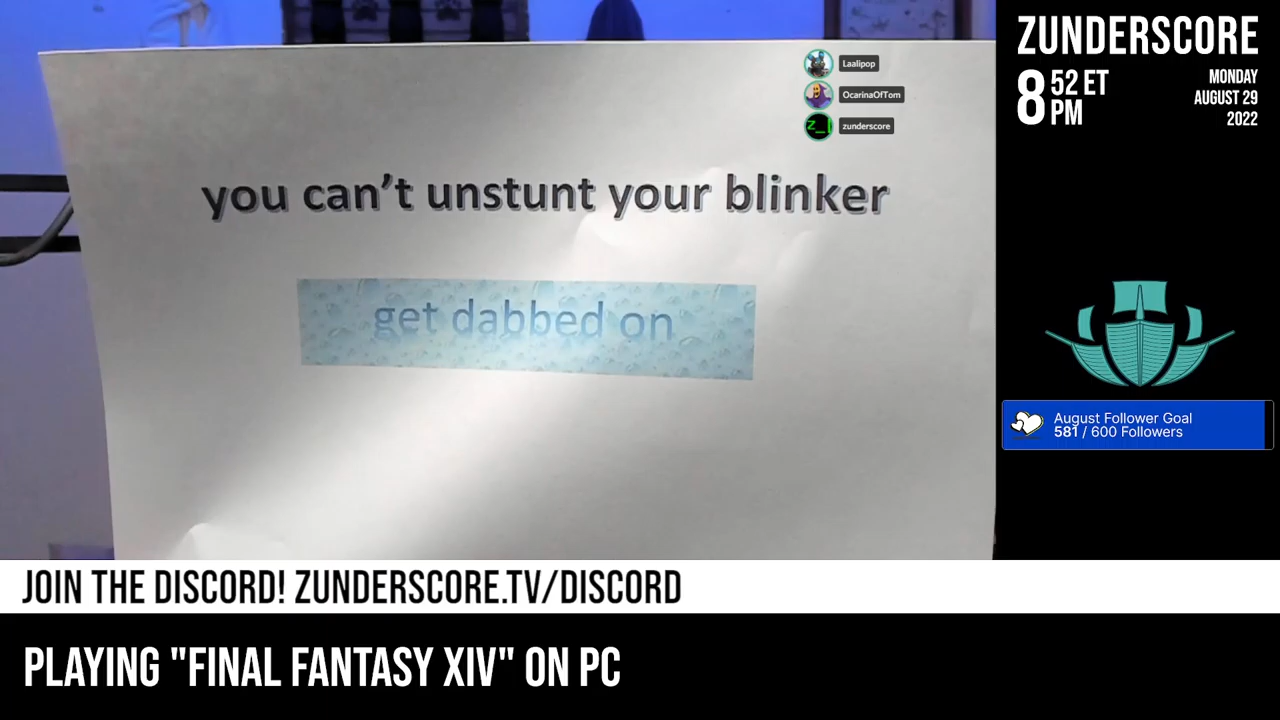 ZUNDERSCORE
8 52 ET
PM
MONDAY
AUGUST 29
2022
Laalipop
OcarinaOfTom
z_
zunderscore
you can't unstunt your blinker
get dabbed on
August Follower Goal
581 / 600 Followers
JOIN THE DISCORD! ZUNDERSCORE.TV/DISCORD
PLAYING "FINAL FANTASY XIV" ON PC